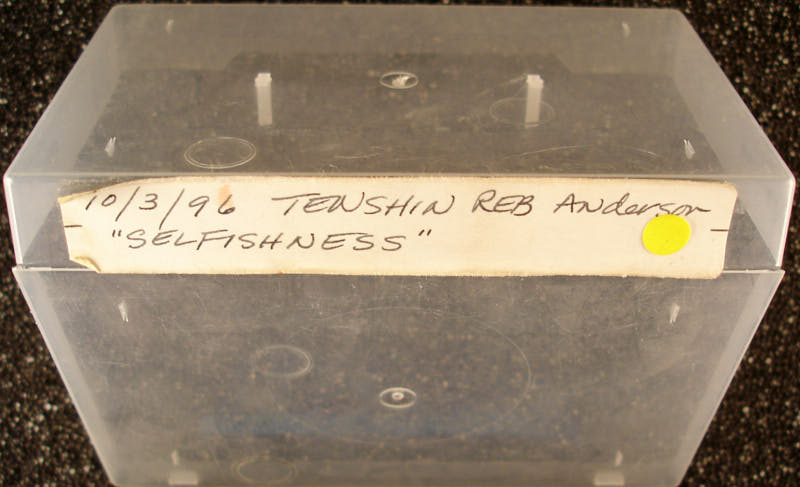 10/3/96 TENSHIN REB Anderson
"SELFISHNESS"